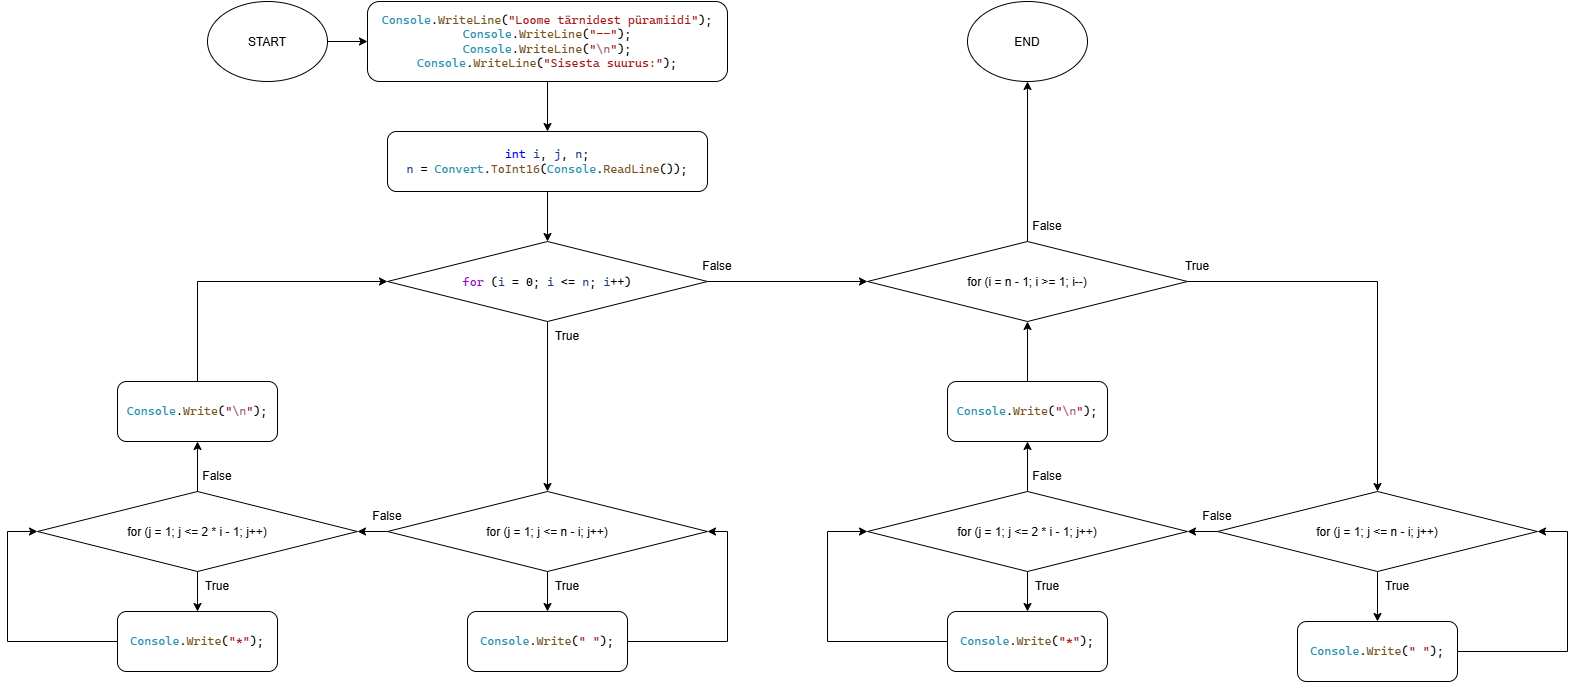 START
Console.WriteLine("Loome tärnidest püramiidi");
Console.WriteLine("--");
Console.WriteLine("\n");
Console.WriteLine("Sisesta suurus:");
END
int i, j, n;
n = Convert.ToInt16(Console.ReadLine());
False
for (i = 0; i <= n; i++)
False
for (i = n - 1; i >= 1; i--)
True
True
Console.Write("\n");
Console.Write("\n");
False
False
for (j = 1; j <= 2 * i - 1; j++)
False
for (j = 1; j <= n - i; j++)
for (j = 1; j <= 2 * i - 1; j++)
False
for (j = 1; j <= n - i; j++)
True
True
True
True
Console.Write("*");
Console.Write(" ");
Console.Write("*");
Console.Write(" ");